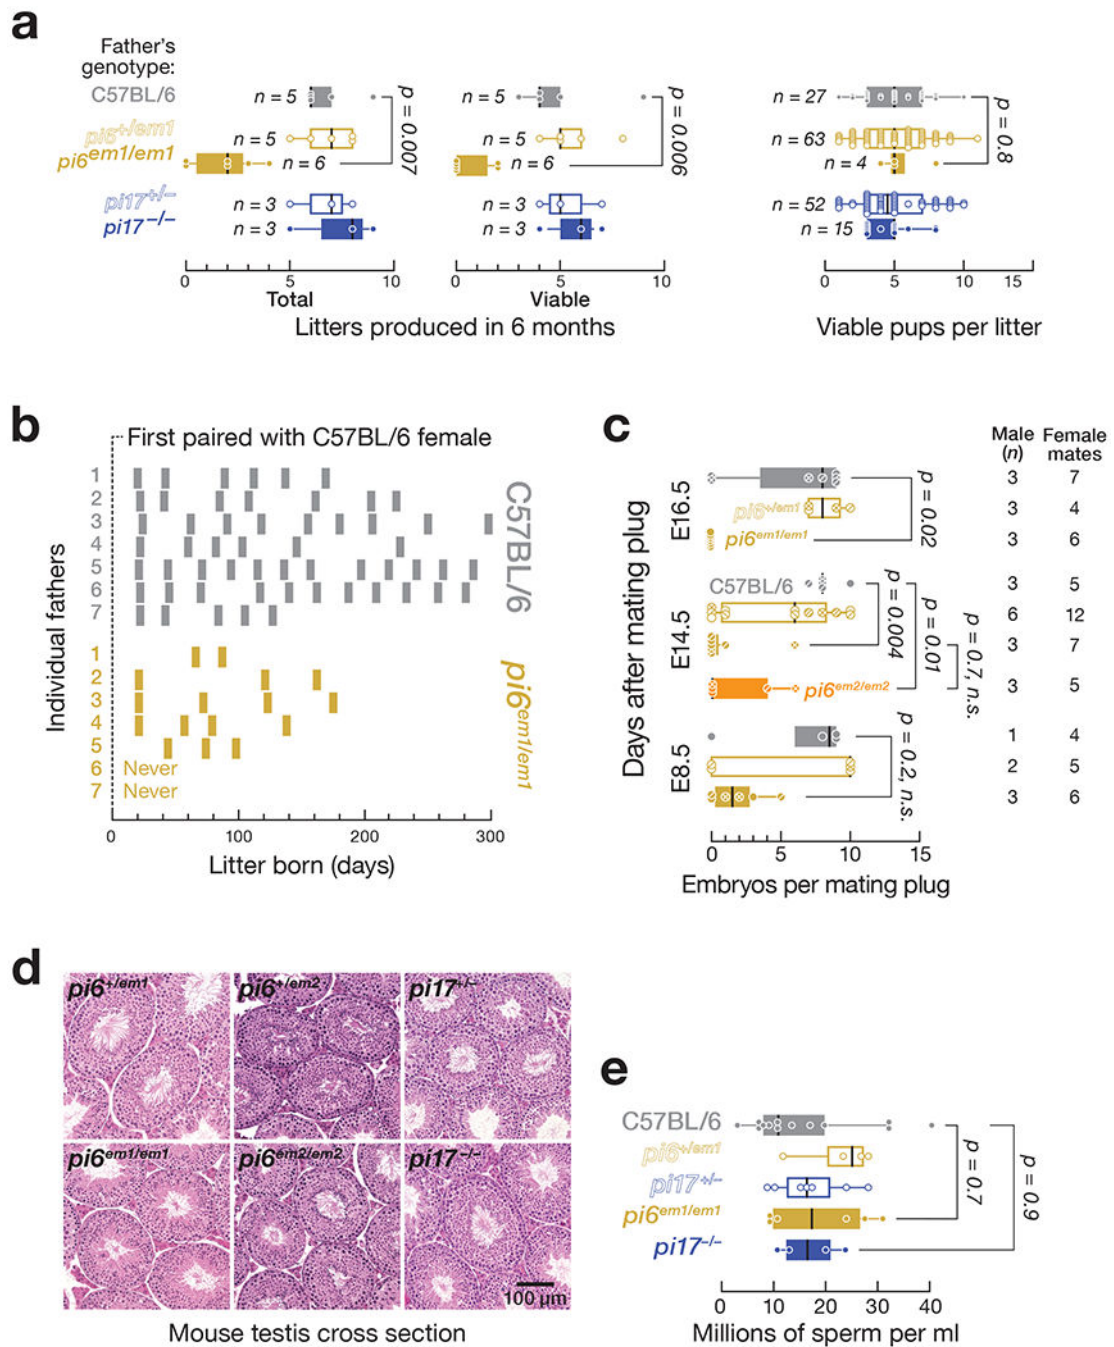 a
Father's
genotype:
C57BL/6
n = 5
n = 5
n = 27
pi6+/em1
n = 5
n = 5
n = 63
pi6em1/em1
n = 6
n = 6
n = 4
pi17+/−
n = 3
n = 3
n = 52
pi17−/−
n = 3
n = 3
n = 15
p = 0.007
p = 0.0006
p = 0.8
0 5 10
0 5 10
0 5 10 15
Total
Viable
Litters produced in 6 months
Viable pups per litter
b
First paired with C57BL/6 female
Individual fathers
1
2
3
4
5
6
7
C57BL/6
1
2
3
4
5
6 Never
7 Never
pi6em1/em1
0 100 200 300
Litter born (days)
c
Male (n)
Female mates
Days after mating plug
E16.5
3 7
pi6+/em1
3 4
pi6em1/em1
3 6
p = 0.02
E14.5
C57BL/6
3 5
6 12
3 7
pi6em2/em2
3 5
p = 0.004
p = 0.01
p = 0.7, n.s.
E8.5
1 4
2 5
3 6
p = 0.2, n.s.
0 5 10 15
Embryos per mating plug
d
pi6+/em1
pi6+/em2
pi17+/−
pi6em1/em1
pi6em2/em2
pi17−/−
100 μm
Mouse testis cross section
e
C57BL/6
pi6+/em1
pi17+/−
pi6em1/em1
pi17−/−
p = 0.7
p = 0.9
0 10 20 30 40
Millions of sperm per ml